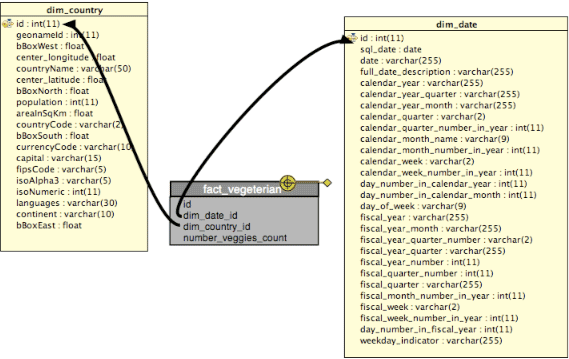 dim_country
id : int(11)
geonameId : int(11)
bBoxWest : float
center_longitude : float
countryName : varchar(50)
center_latitude : float
bBoxNorth : float
population : int(11)
areaInSqKm : float
countryCode : varchar(2
bBoxSouth : float
currencyCode : varchar(10
capital : varchar(15)
fipsCode : varchar(5)
isoAlpha3 : varchar(5)
isoNumeric : int(11)
languages : varchar(30)
continent : varchar(10)
bBoxEast : float
fact_vegeterian
id
dim_date_id
dim_country_id
number_veggies_count
dim_date
id : int(11)
sql_date : date
date : varchar(255)
full_date_description : varchar(255)
calendar_year : varchar(255)
calendar_year_quarter : varchar(255)
calendar_year_month : varchar(255)
calendar_quarter : varchar(2)
calendar_quarter_number_in_year : int(11)
calendar_month_name : varchar(9)
calendar_month_number_in_year : int(11)
calendar_week : varchar(2)
calendar_week_number_in_year : int(11)
day_number_in_calendar_year : int(11)
day_number_in_calendar_month : int(11)
day_of_week : varchar(9)
fiscal_year : varchar(255)
fiscal_year_month : varchar(255)
fiscal_year_quarter_number : varchar(2)
fiscal_year_quarter : varchar(255)
fiscal_year_number : int(11)
fiscal_quarter_number : int(11)
fiscal_quarter : varchar(255)
fiscal_month_number_in_year : int(11)
fiscal_week : varchar(2)
fiscal_week_number_in_year : int(11)
day_number_in_fiscal_year : int(11)
weekday_indicator : varchar(255)